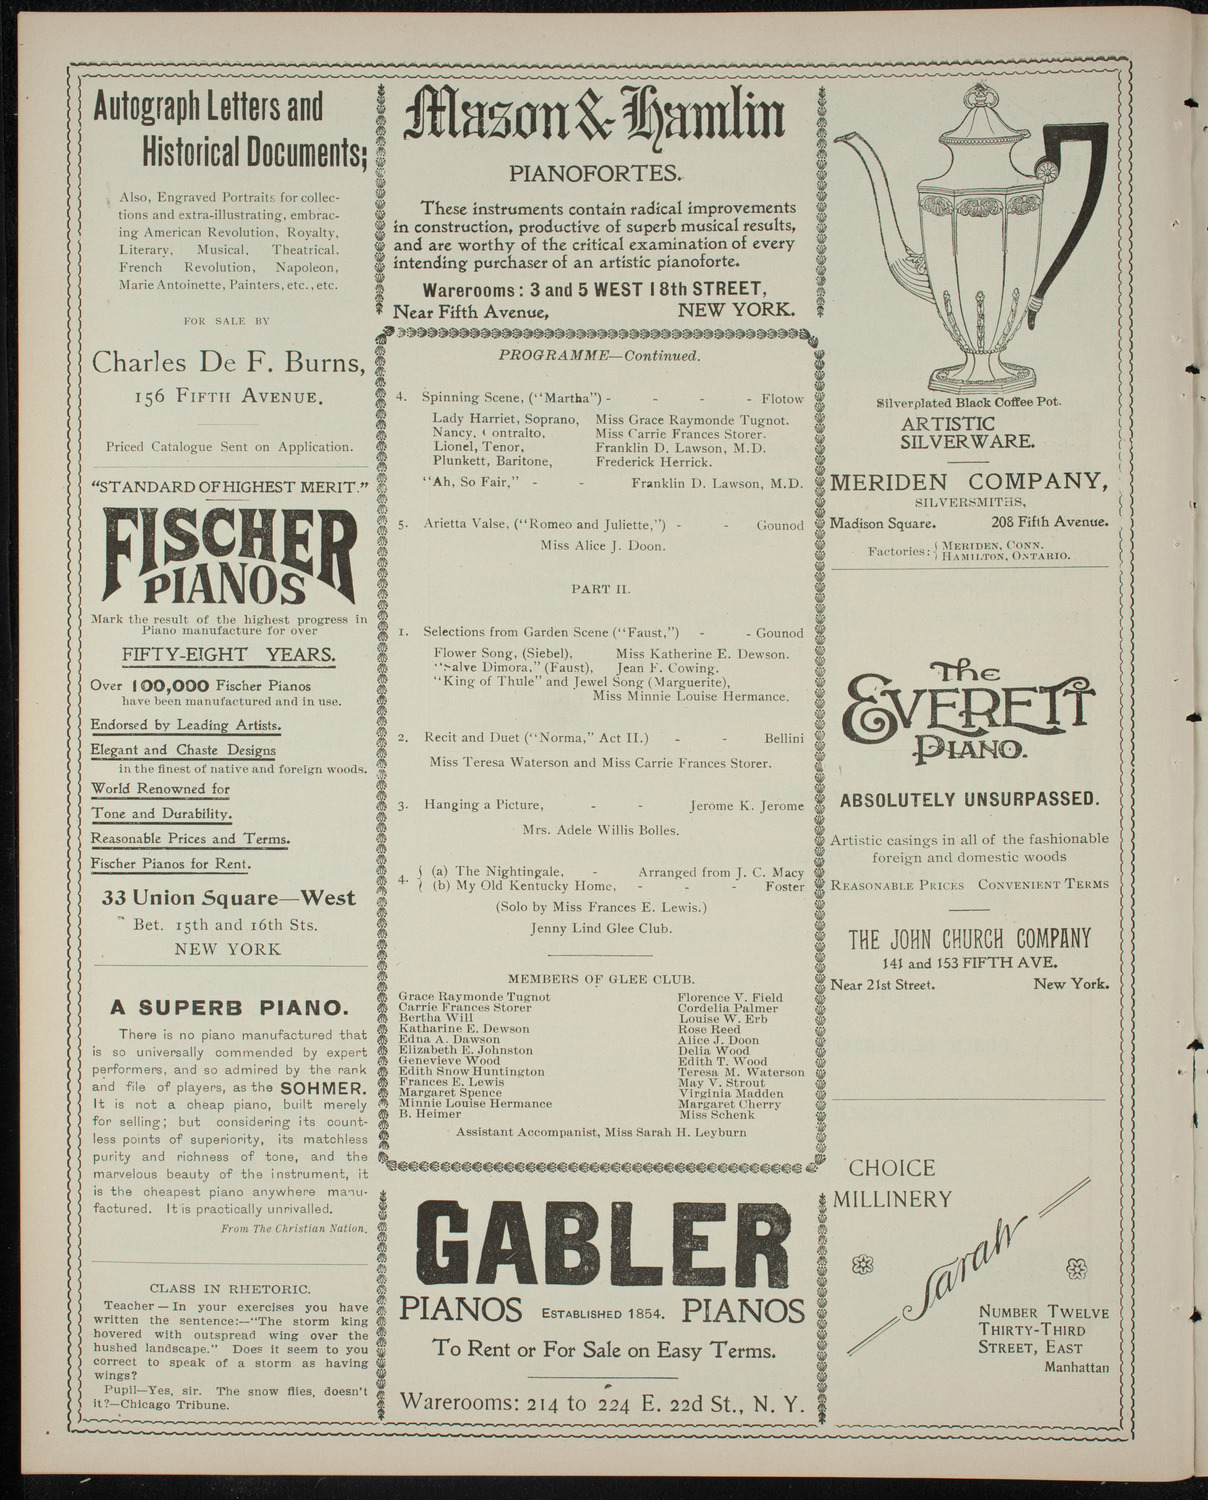 Autograph Letters and
Historical Documents;
Also, Engraved Portraits for collec-
tions and extra-illustrating, embrac-
ing American Revolution, Royalty,
Literary, Musical, Theatrical,
French Revolution, Napoleon,
Marie Antoinette, Painters, etc., etc.
FOR SALE BY
Charles De F. Burns,
156 FIFTH AVENUE.
Priced Catalogue Sent on Application.
"STANDARD OF HIGHEST MERIT."
FISCHER
PIANOS
Mark the result of the highest progress in
Piano manufacture for over
FIFTY-EIGHT YEARS.
Over 100,000 Fischer Pianos
have been manufactured and in use.
Endorsed by Leading Artists.
Elegant and Chaste Designs
in the finest of native and foreign woods.
World Renowned for
Tone and Durability.
Reasonable Prices and Terms.
Fischer Pianos for Rent.
33 Union Square—West
Bet. 15th and 16th Sts.
NEW YORK
A SUPERB PIANO.
There is no piano manufactured that
is so universally commended by expert
performers, and so admired by the rank
and file of players, as the SOHMER.
It is not a cheap piano, built merely
for selling; but considering its count-
less points of superiority, its matchless
purity and richness of tone, and the
marvelous beauty of the instrument, it
is the cheapest piano anywhere manu-
factured. It is practically unrivalled.
From The Christian Nation.
CLASS IN RHETORIC.
Teacher—In your exercises you have
written the sentence:—"The storm king
hovered with outspread wing over the
hushed landscape." Does it seem to you
correct to speak of a storm as having
wings?
Pupil—Yes, sir. The snow flies, doesn't
it?—Chicago Tribune.
Mason & Hamlin
PIANOFORTES.
These instruments contain radical improvements
in construction, productive of superb musical results,
and are worthy of the critical examination of every
intending purchaser of an artistic pianoforte.
Warerooms: 3 and 5 WEST 18th STREET,
Near Fifth Avenue, NEW YORK.
PROGRAMME—Continued.
4. Spinning Scene, ("Martha") - - - - Flotow
Lady Harriet, Soprano, Miss Grace Raymonde Tugnot.
Nancy, Contralto, Miss Carrie Frances Storer.
Lionel, Tenor, Franklin D. Lawson, M.D.
Plunkett, Baritone, Frederick Herrick.
"Ah, So Fair," - - Franklin D. Lawson, M.D.
5. Arietta Valse, ("Romeo and Juliette,") - - Gounod
Miss Alice J. Doon.
PART II.
1. Selections from Garden Scene ("Faust,") - - Gounod
Flower Song, (Siebel), Miss Katherine E. Dewson.
"Salve Dimora," (Faust), Jean F. Cowing.
"King of Thule" and Jewel Song (Marguerite),
Miss Minnie Louise Hermance.
2. Recit and Duet ("Norma," Act II.) - - Bellini
Miss Teresa Waterson and Miss Carrie Frances Storer.
3. Hanging a Picture, - - Jerome K. Jerome
Mrs. Adele Willis Bolles.
4. { (a) The Nightingale, - Arranged from J. C. Macy
{ (b) My Old Kentucky Home, - - - Foster
(Solo by Miss Frances E. Lewis.)
Jenny Lind Glee Club.
MEMBERS OF GLEE CLUB.
Grace Raymonde Tugnot Florence V. Field
Carrie Frances Storer Cordelia Palmer
Bertha Will Louise W. Erb
Katharine E. Dewson Rose Reed
Edna A. Dawson Alice J. Doon
Elizabeth E. Johnston Delia Wood
Genevieve Wood Edith T. Wood
Edith Snow Huntington Teresa M. Waterson
Frances E. Lewis May V. Strout
Margaret Spence Virginia Madden
Minnie Louise Hermance Margaret Cherry
B. Heimer Miss Schenk
Assistant Accompanist, Miss Sarah H. Leyburn
GABLER
PIANOS ESTABLISHED 1854. PIANOS
To Rent or For Sale on Easy Terms.
Warerooms: 214 to 224 E. 22d St., N. Y.
Silverplated Black Coffee Pot.
ARTISTIC
SILVERWARE.
MERIDEN COMPANY,
SILVERSMITHS,
Madison Square. 208 Fifth Avenue.
Factories: { MERIDEN, CONN.
{ HAMILTON, ONTARIO.
The
EVERETT
PIANO.
ABSOLUTELY UNSURPASSED.
Artistic casings in all of the fashionable
foreign and domestic woods
REASONABLE PRICES CONVENIENT TERMS
THE JOHN CHURCH COMPANY
141 and 153 FIFTH AVE.
Near 21st Street. New York.
CHOICE
MILLINERY
Sarah
NUMBER TWELVE
THIRTY-THIRD
STREET, EAST
Manhattan